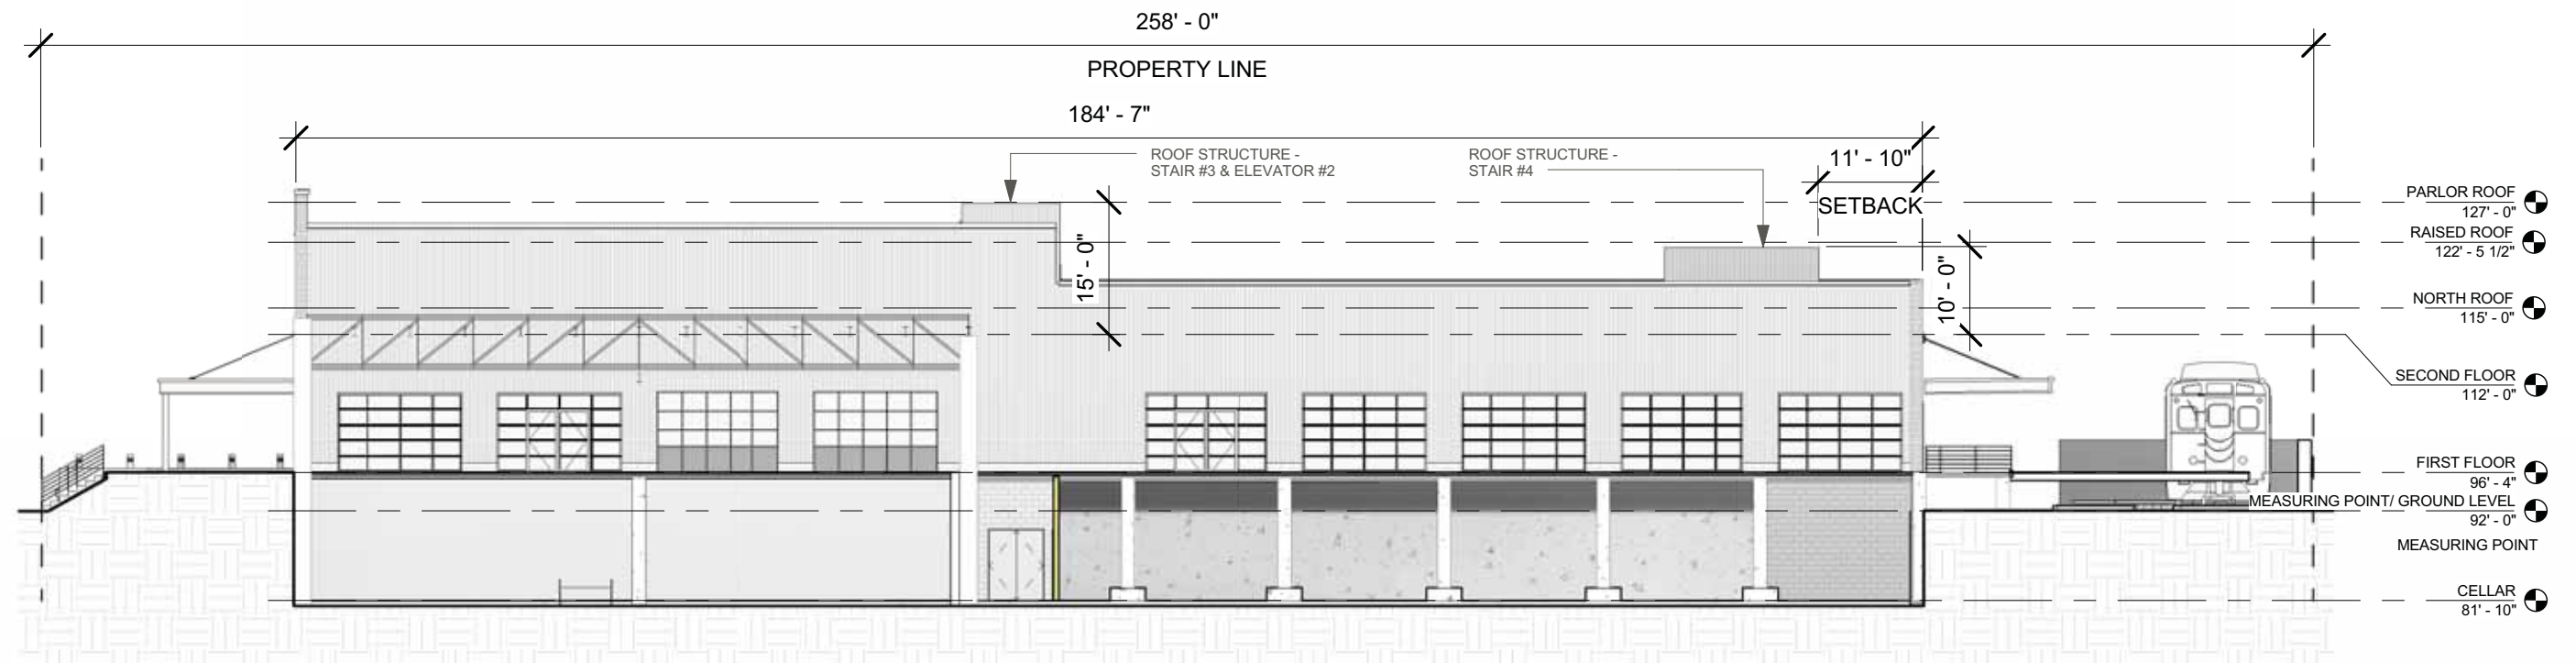 258' - 0"
PROPERTY LINE
184' - 7"
ROOF STRUCTURE -
STAIR #3 & ELEVATOR #2
ROOF STRUCTURE -
STAIR #4
11' - 10"
SETBACK
15' - 0"
10' - 0"
PARLOR ROOF
127' - 0"
RAISED ROOF
122' - 5 1/2"
NORTH ROOF
115' - 0"
SECOND FLOOR
112' - 0"
FIRST FLOOR
96' - 4"
MEASURING POINT/ GROUND LEVEL
92' - 0"
MEASURING POINT
CELLAR
81' - 10"